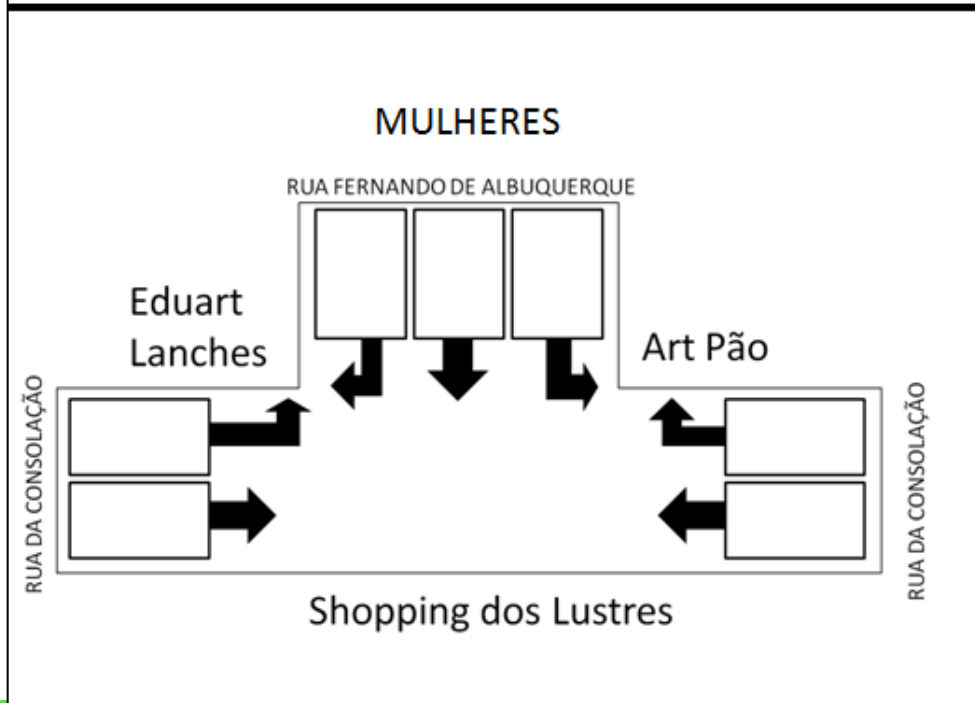 MULHERES
RUA FERNANDO DE ALBUQUERQUE
Eduart
Lanches
Art Pão
RUA DA CONSOLAÇÃO
RUA DA CONSOLAÇÃO
Shopping dos Lustres